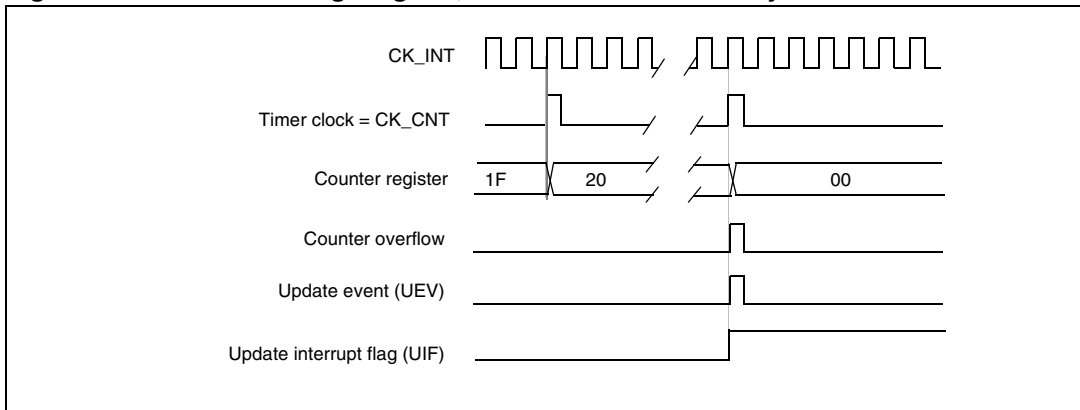 CK_INT
Timer clock = CK_CNT
Counter register 1F 20 00
Counter overflow
Update event (UEV)
Update interrupt flag (UIF)